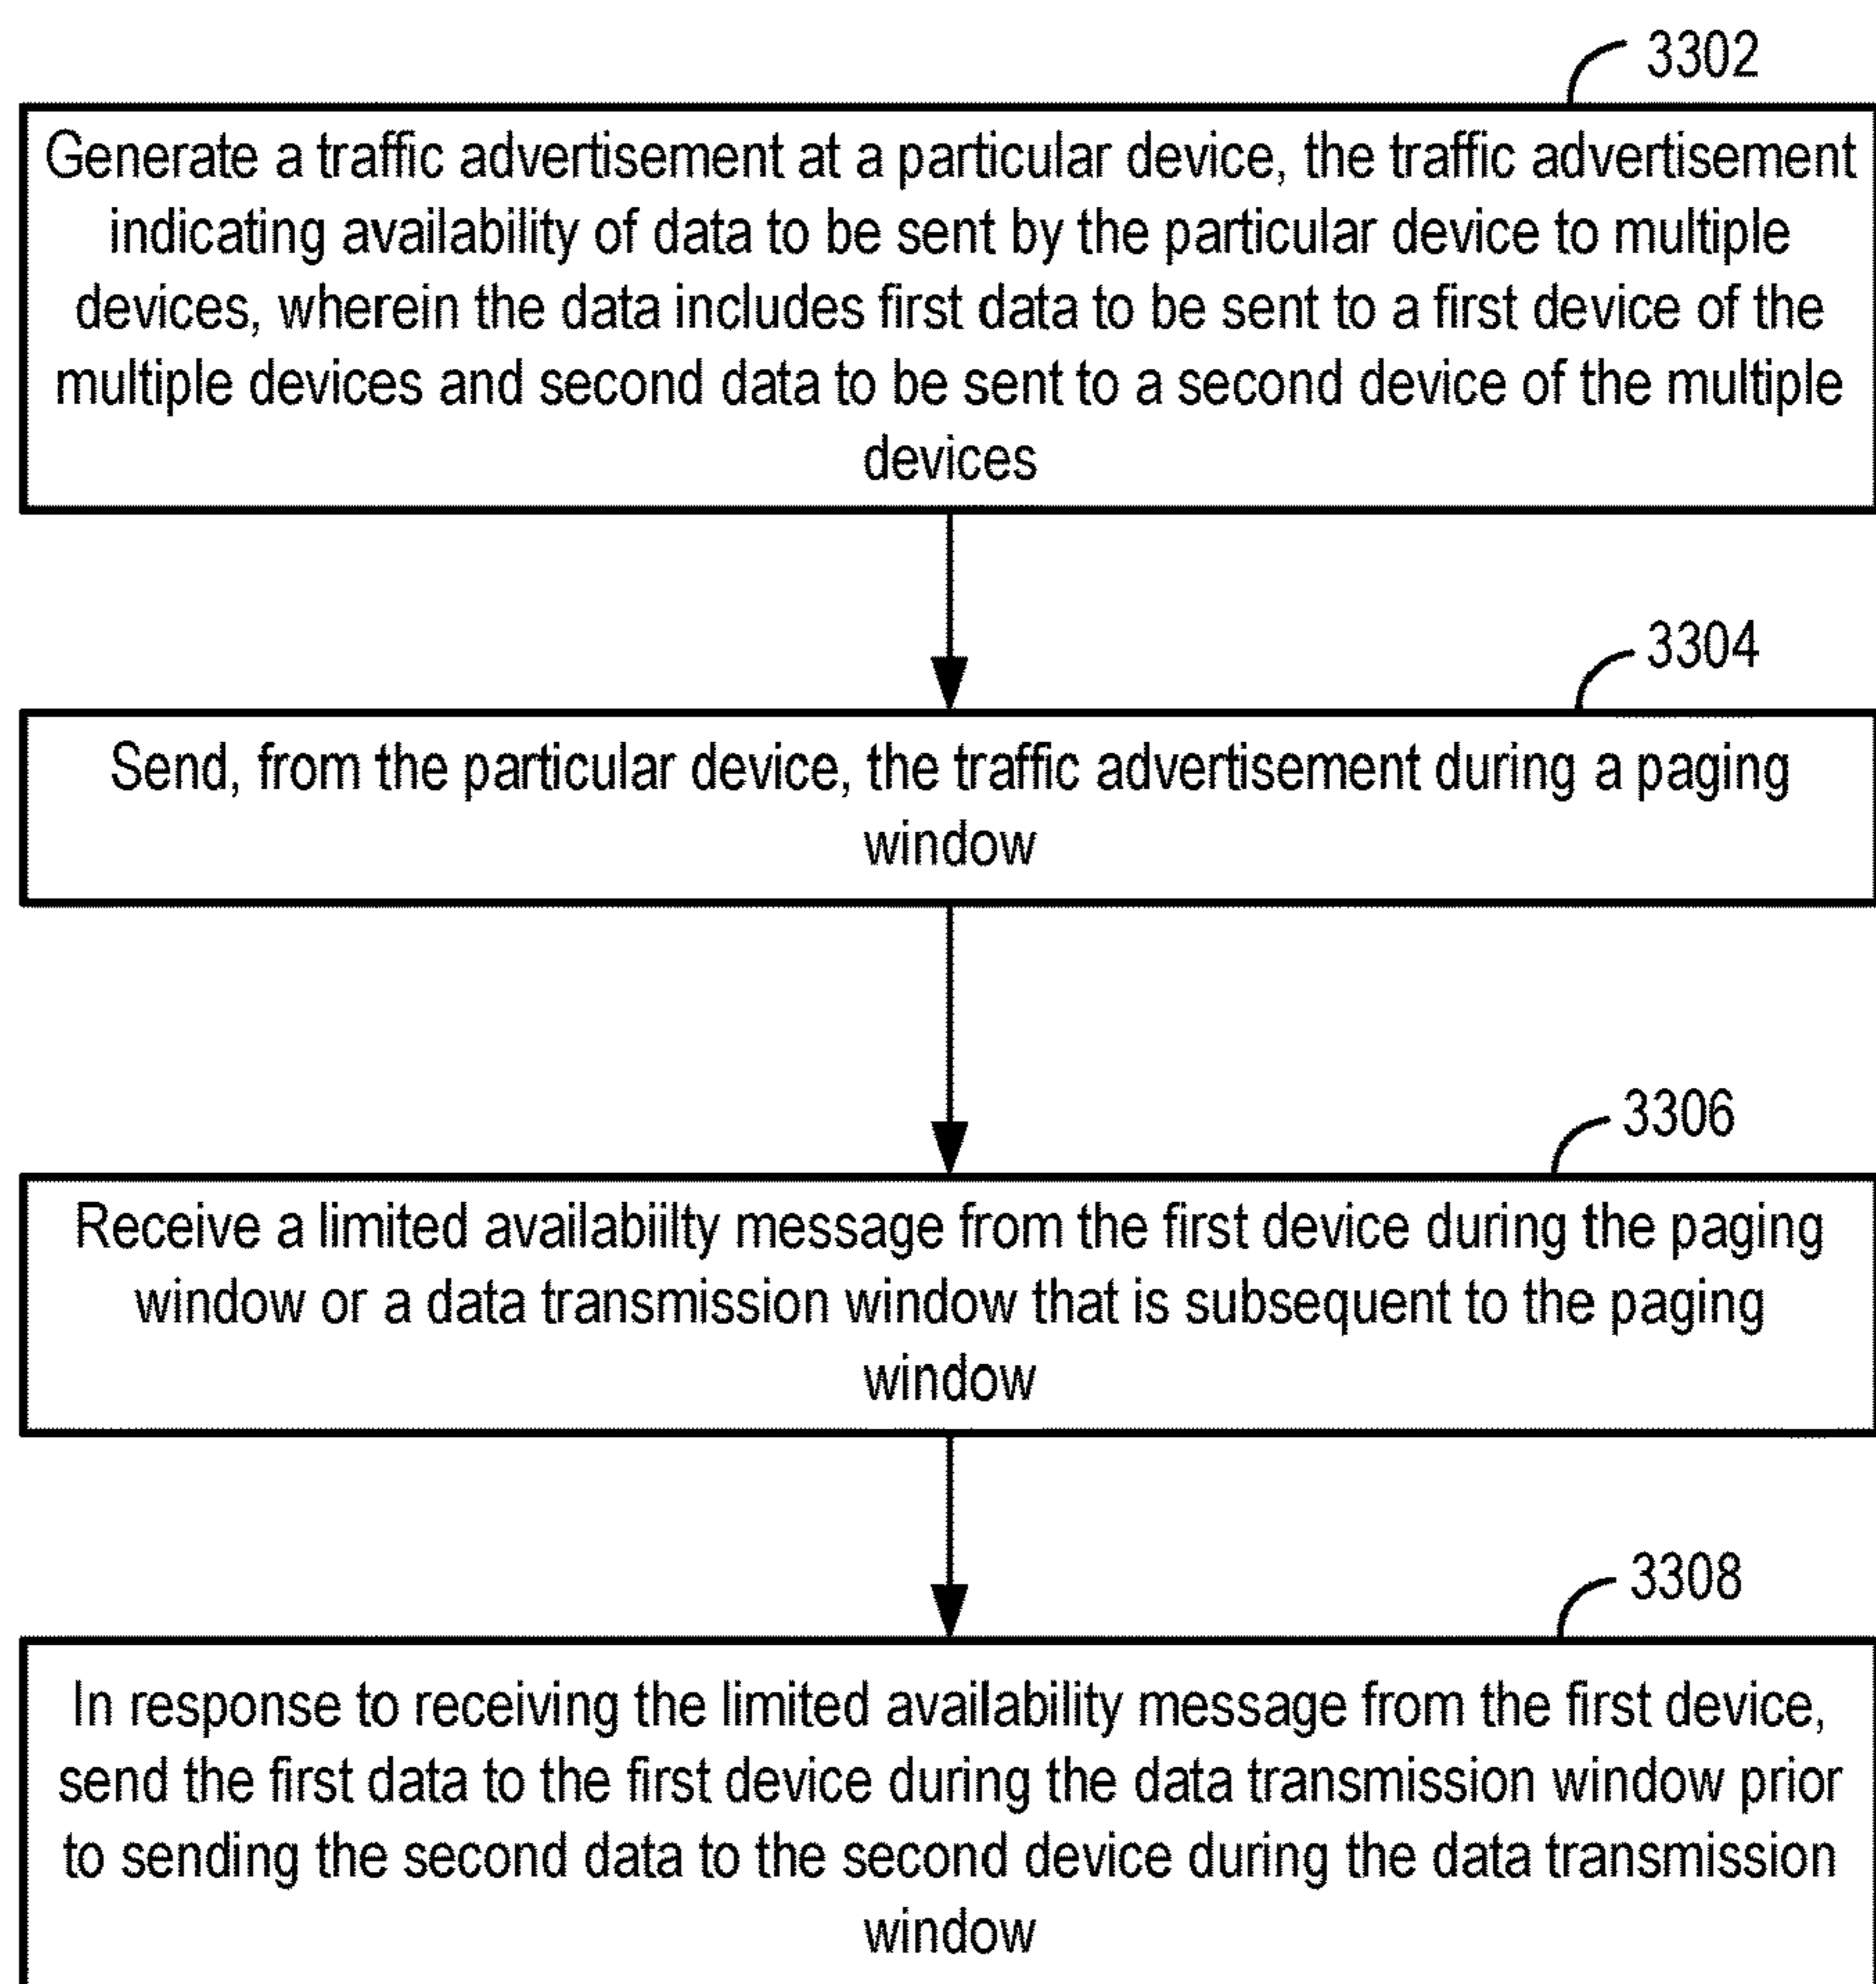 3302
Generate a traffic advertisement at a particular device, the traffic advertisement
indicating availability of data to be sent by the particular device to multiple
devices, wherein the data includes first data to be sent to a first device of the
multiple devices and second data to be sent to a second device of the multiple
devices
3304
Send, from the particular device, the traffic advertisement during a paging
window
3306
Receive a limited availabiilty message from the first device during the paging
window or a data transmission window that is subsequent to the paging
window
3308
In response to receiving the limited availability message from the first device,
send the first data to the first device during the data transmission window prior
to sending the second data to the second device during the data transmission
window